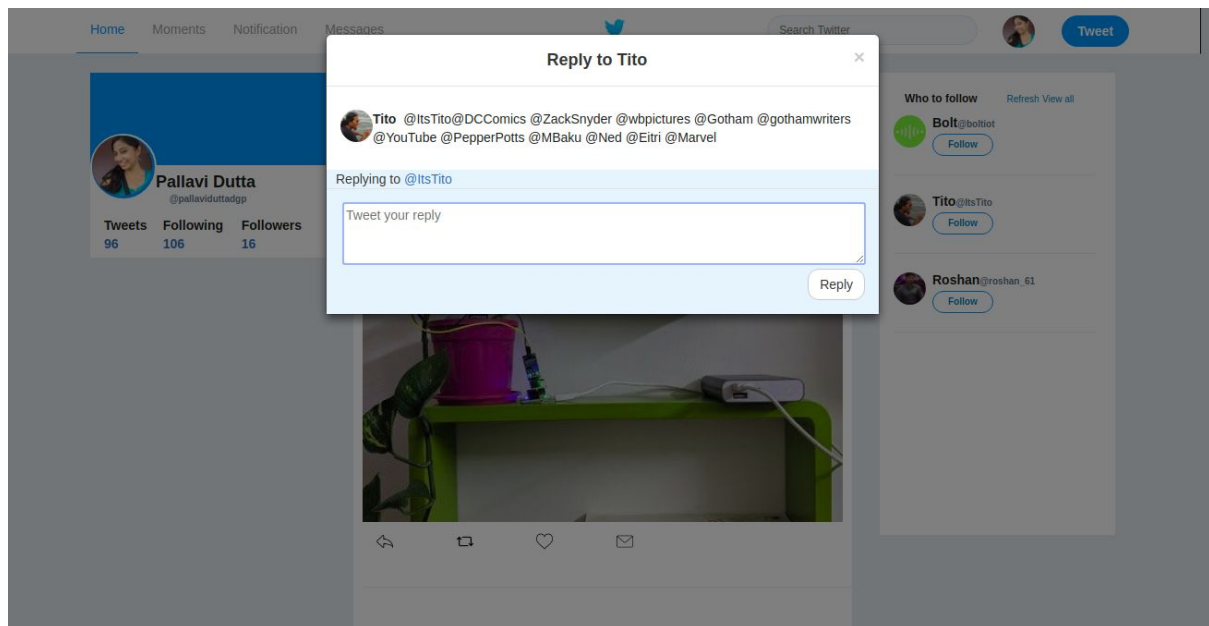 Home Moments Notification Messages Search Twitter Tweet
Reply to Tito ×
Tito @ItsTito@DCComics @ZackSnyder @wbpictures @Gotham @gothamwriters
@YouTube @PepperPotts @MBaku @Ned @Eitri @Marvel
Replying to @ItsTito
Tweet your reply
Reply
Pallavi Dutta
@pallaviduttadgp
Tweets Following Followers
96 106 16
Who to follow Refresh View all
Bolt@boltiot
Follow
Tito@ItsTito
Follow
Roshan@roshan_61
Follow